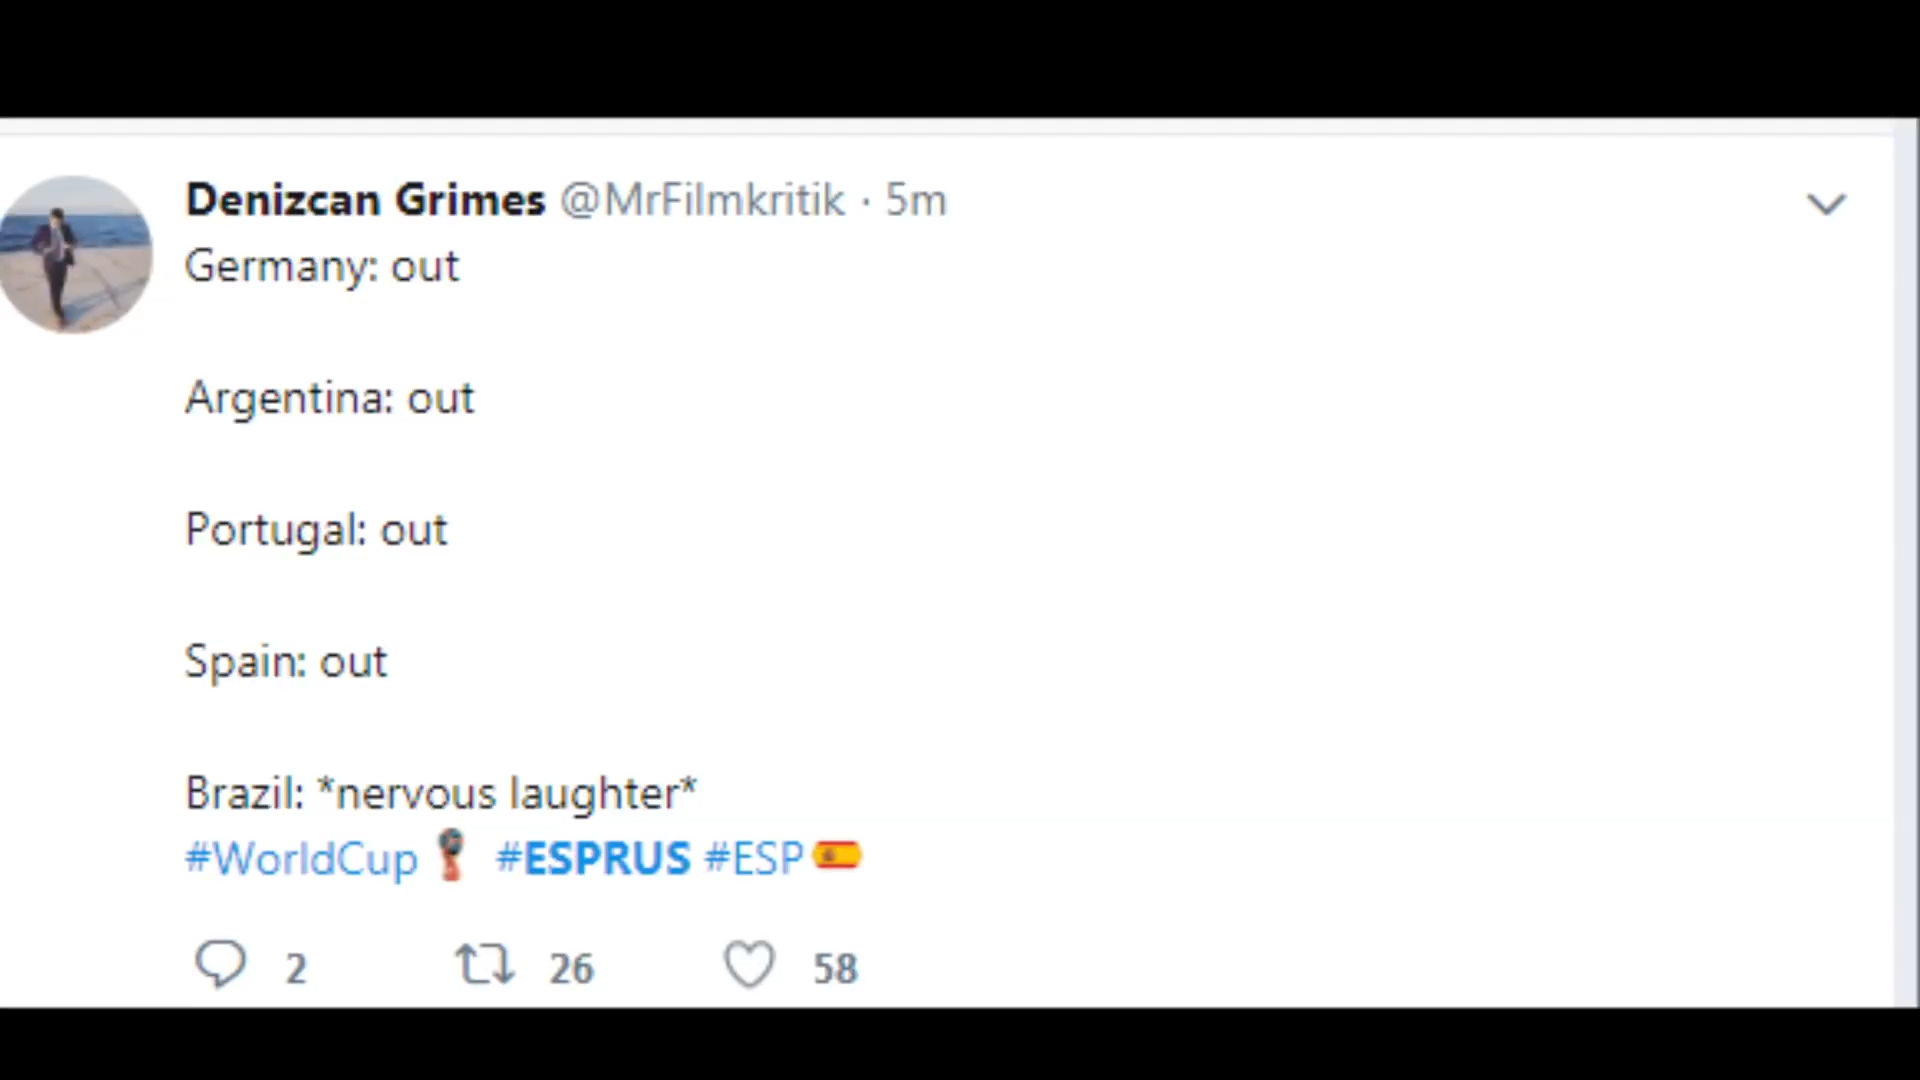 Denizcan Grimes @MrFilmkritik · 5m
Germany: out
Argentina: out
Portugal: out
Spain: out
Brazil: *nervous laughter*
#WorldCup #ESPRUS #ESP
2 26 58